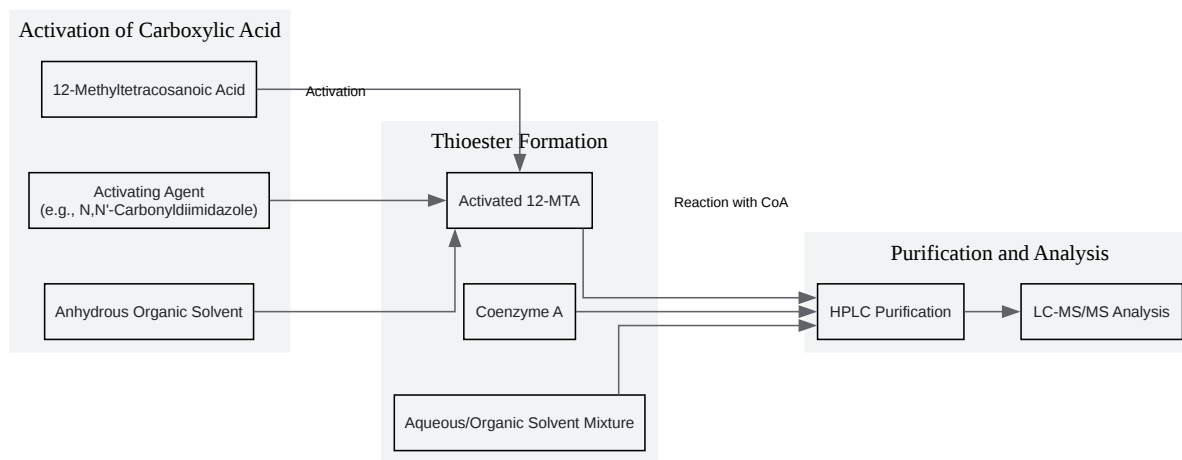 Activation of Carboxylic Acid
12-Methyltetracosanoic Acid
Activation
Activating Agent
(e.g., N,N'-Carbonyldiimidazole)
Anhydrous Organic Solvent
Thioester Formation
Activated 12-MTA
Coenzyme A
Aqueous/Organic Solvent Mixture
Reaction with CoA
Purification and Analysis
HPLC Purification
LC-MS/MS Analysis